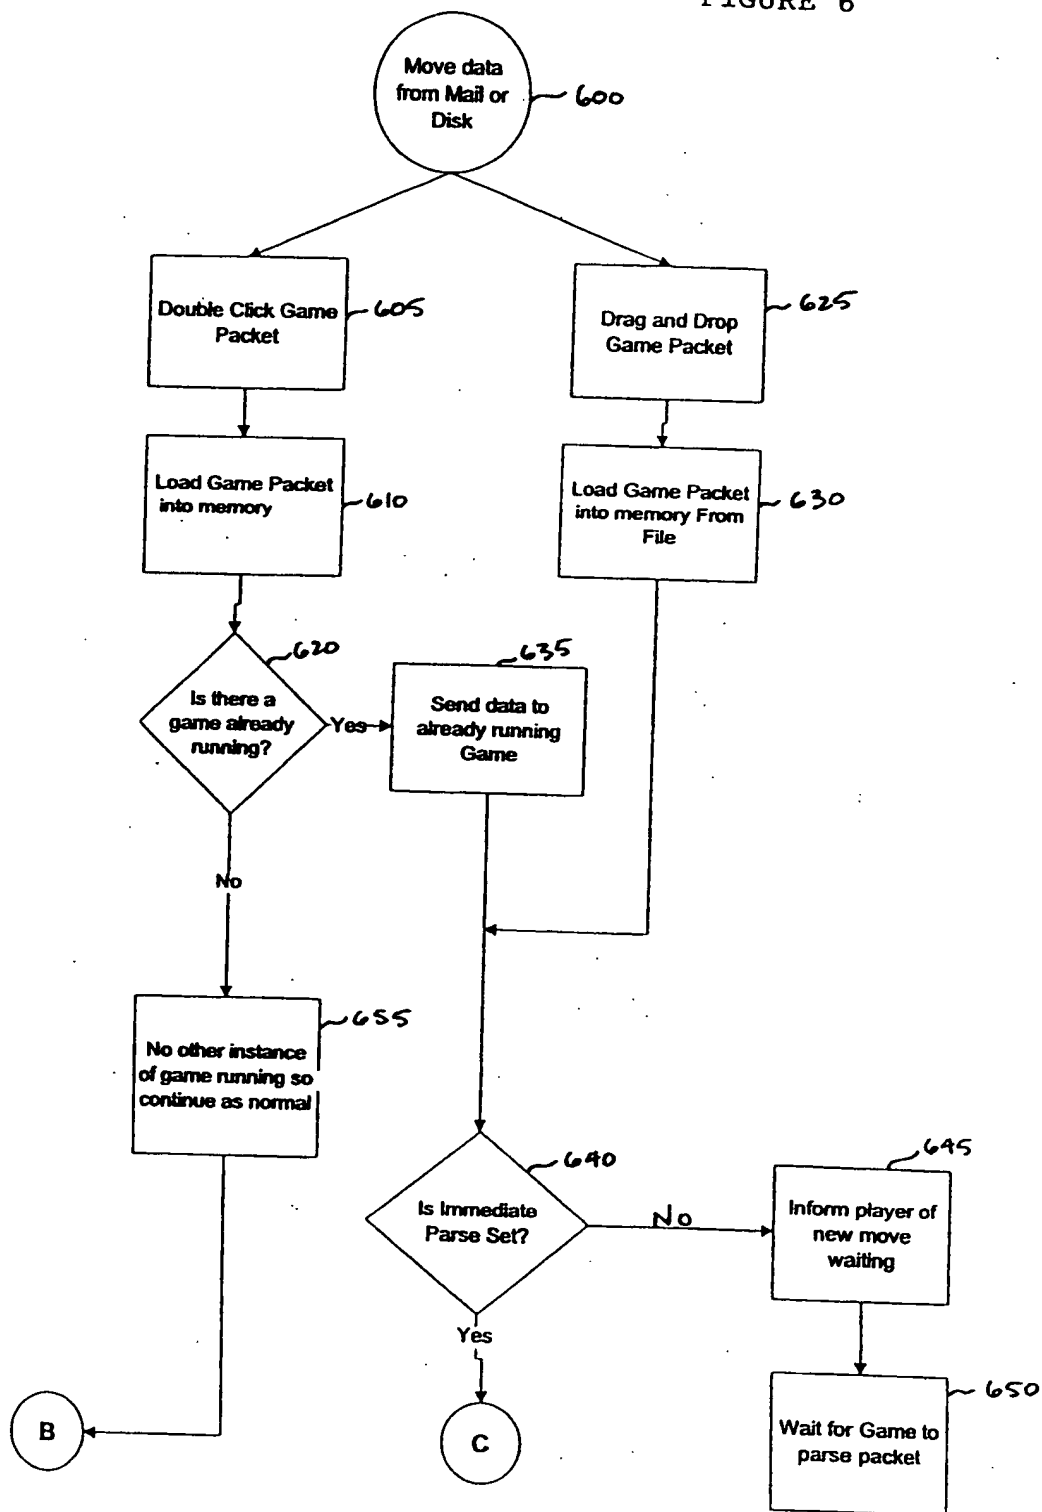 FIGURE 6
Move data
from Mail or
Disk
600
Double Click Game
Packet
605
Drag and Drop
Game Packet
625
Load Game Packet
into memory
610
Load Game Packet
into memory From
File
630
620
Is there a
game already
running?
Yes
635
Send data to
already running
Game
No
655
No other instance
of game running so
continue as normal
640
Is Immediate
Parse Set?
No
645
Inform player of
new move
waiting
Yes
650
Wait for Game to
parse packet
B
C